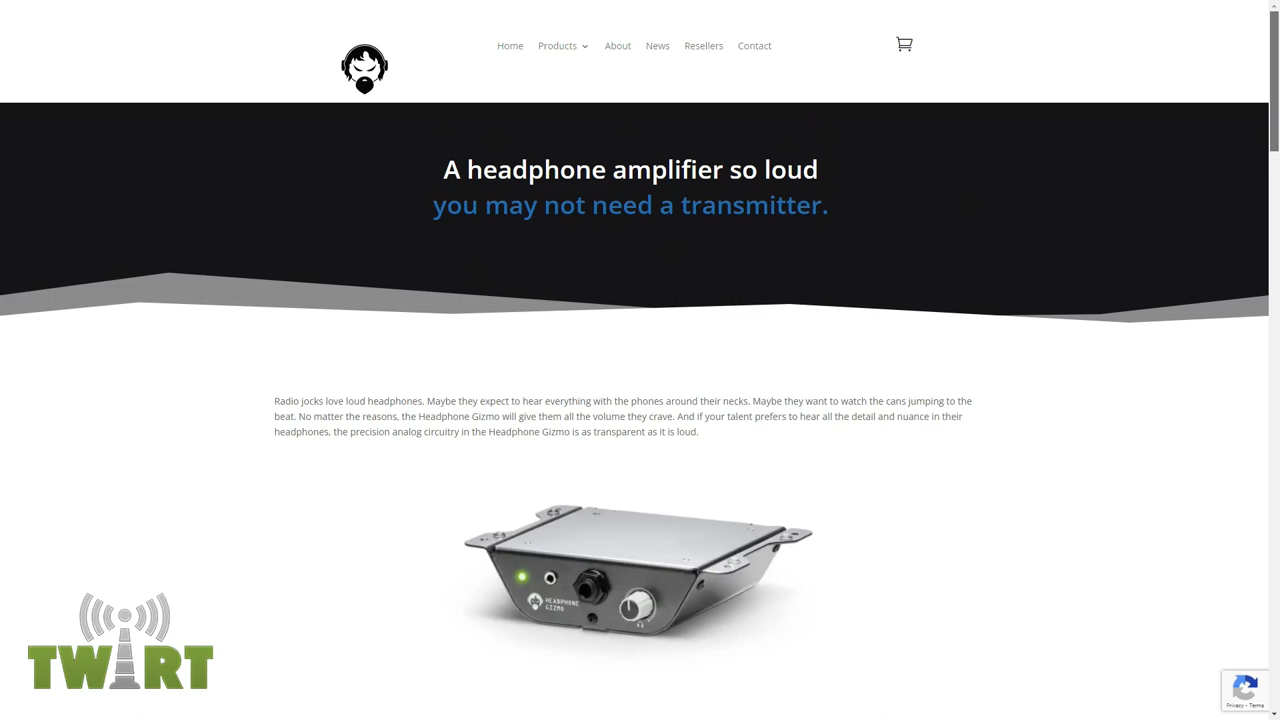 Home Products About News Resellers Contact
A headphone amplifier so loud
you may not need a transmitter.
Radio jocks love loud headphones. Maybe they expect to hear everything with the phones around their necks. Maybe they want to watch the cans jumping to the
beat. No matter the reasons, the Headphone Gizmo will give them all the volume they crave. And if your talent prefers to hear all the detail and nuance in their
headphones, the precision analog circuitry in the Headphone Gizmo is as transparent as it is loud.
HEADPHONE
GIZMO
TWIRT
Privacy - Terms